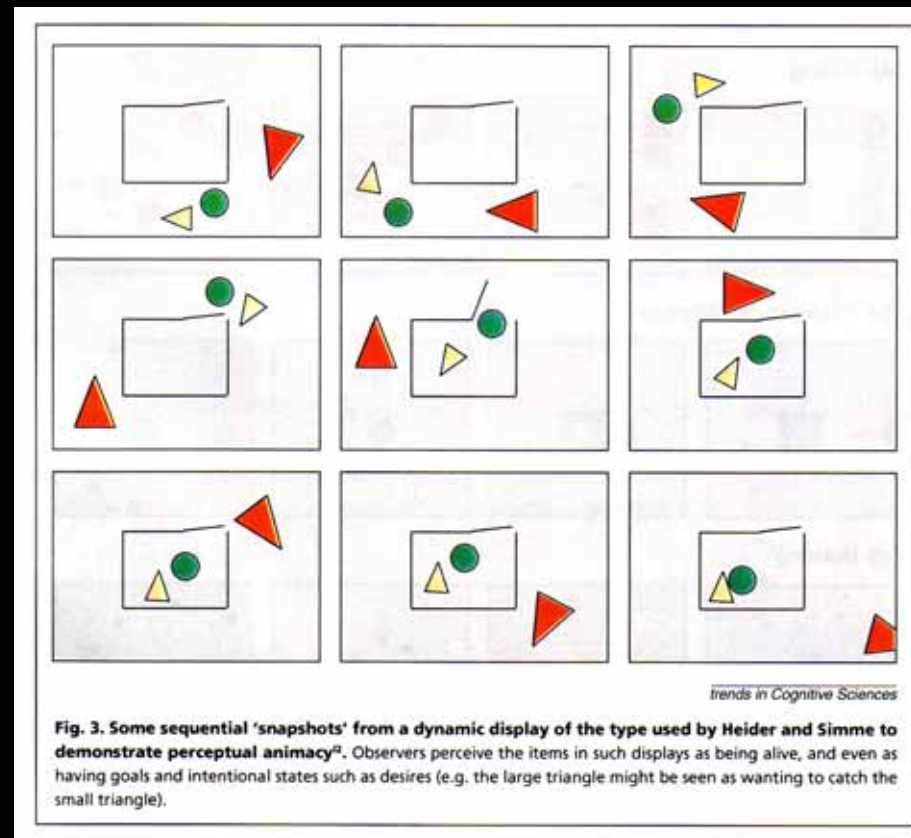 trends in Cognitive Sciences
Fig. 3. Some sequential 'snapshots' from a dynamic display of the type used by Heider and Simme to
demonstrate perceptual animacy. Observers perceive the items in such displays as being alive, and even as
having goals and intentional states such as desires (e.g. the large triangle might be seen as wanting to catch the
small triangle).